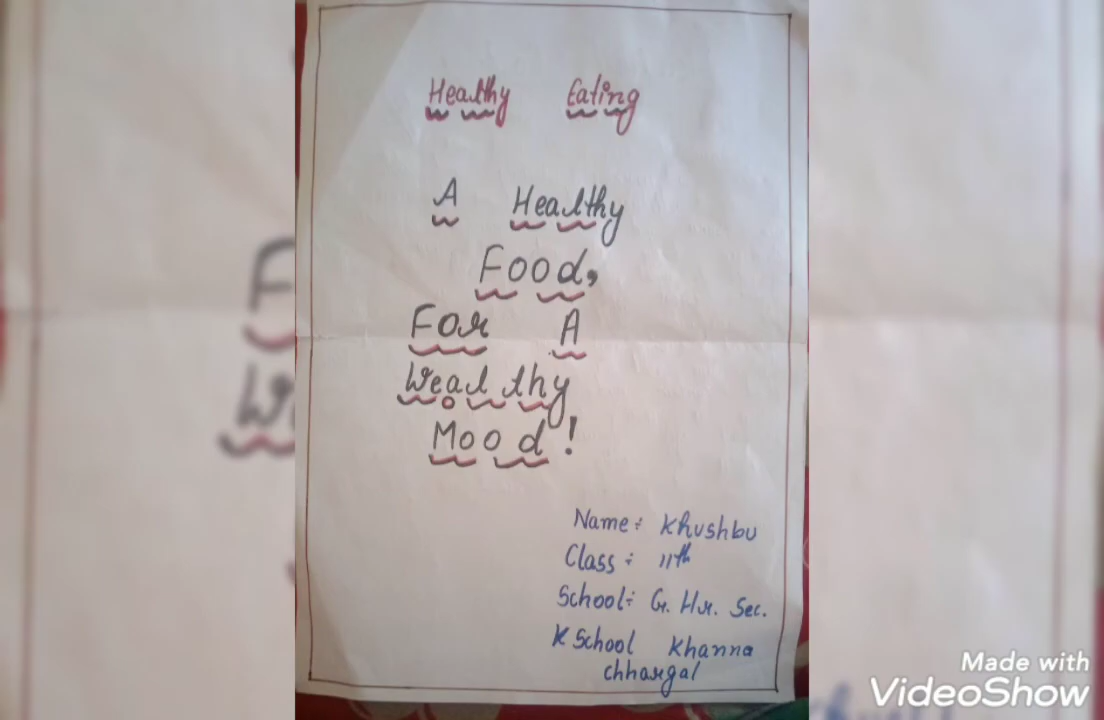 Healthy Eating
A Healthy
Food,
For A
Wealthy
Mood!
Name: Khushbu
Class: 11th
School: G. Hr. Sec.
School Khanna
chhargal
Made with
VideoShow